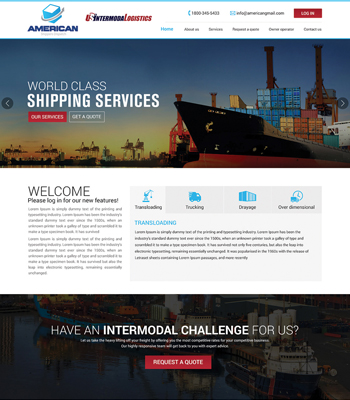 AMERICAN
U.S. INTERMODAL LOGISTICS
1800-345-5433
info@americangmail.com
LOG IN
Home
About us
Services
Request a quote
Owner operator
Contact us
WORLD CLASS
SHIPPING SERVICES
OUR SERVICES
GET A QUOTE
WELCOME
Please log in for our new features!
Lorem Ipsum is simply dummy text of the printing and
typesetting industry. Lorem Ipsum has been the industry's
standard dummy text ever since the 1500s, when an
unknown printer took a galley of type and scrambled it to
make a type specimen book. It has survived
Lorem Ipsum is simply dummy text of the printing and
typesetting industry. Lorem Ipsum has been the industry's
standard dummy text ever since the 1500s, when an
unknown printer took a galley of type and scrambled it to
make a type specimen book. It has survived but also the
leap into electronic typesetting, remaining essentially
unchanged.
Transloading
Trucking
Drayage
Over dimensional
TRANSLOADING
Lorem Ipsum is simply dummy text of the printing and typesetting industry. Lorem Ipsum has been the
industry's standard dummy text ever since the 1500s, when an unknown printer took a galley of type and
scrambled it to make a type specimen book. It has survived not only five centuries, but also the leap into
electronic typesetting, remaining essentially unchanged. It was popularised in the 1960s with the release of
Letraset sheets containing Lorem Ipsum passages, and more recently
HAVE AN INTERMODAL CHALLENGE FOR US?
Let us take the heavy lifting off your freight by offering you the most competitive rates for your competitive business.
Our highly responsive team will get back to you with expert advice.
REQUEST A QUOTE